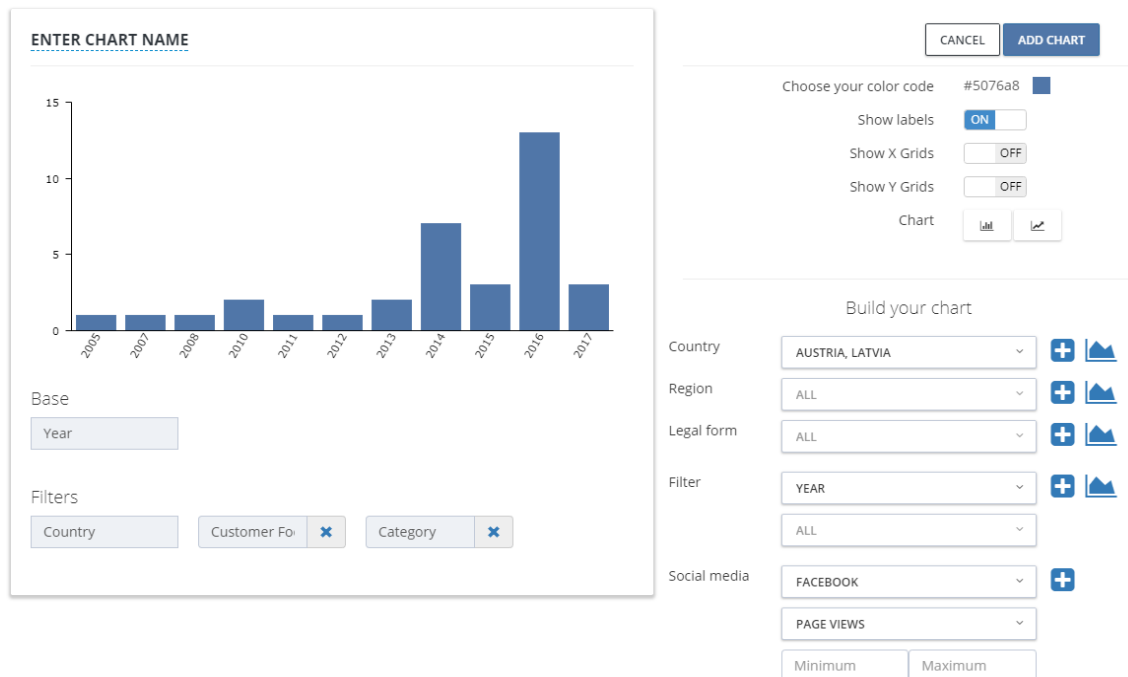 ENTER CHART NAME
15
10
5
0
2005 2007 2008 2010 2011 2012 2013 2014 2015 2016 2017
Base
Year
Filters
Country Customer Fo Category
CANCEL ADD CHART
Choose your color code #5076a8
Show labels ON
Show X Grids OFF
Show Y Grids OFF
Chart
Build your chart
Country AUSTRIA, LATVIA
Region ALL
Legal form ALL
Filter YEAR
ALL
Social media FACEBOOK
PAGE VIEWS
Minimum Maximum